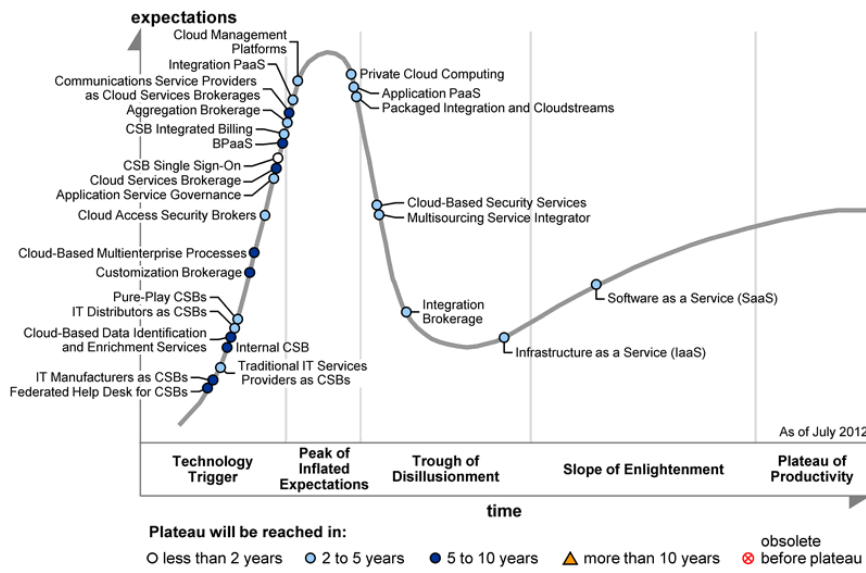 expectations
Cloud Management
Platforms
Integration PaaS
Communications Service Providers
as Cloud Services Brokerages
Aggregation Brokerage
CSB Integrated Billing
BPaaS
CSB Single Sign-On
Cloud Services Brokerage
Application Service Governance
Cloud Access Security Brokers
Cloud-Based Multienterprise Processes
Customization Brokerage
Pure-Play CSBs
IT Distributors as CSBs
Cloud-Based Data Identification
and Enrichment Services
Internal CSB
Traditional IT Services
Providers as CSBs
IT Manufacturers as CSBs
Federated Help Desk for CSBs
Private Cloud Computing
Application PaaS
Packaged Integration and Cloudstreams
Cloud-Based Security Services
Multisourcing Service Integrator
Integration
Brokerage
Infrastructure as a Service (IaaS)
Software as a Service (SaaS)
As of July 2012
Technology
Trigger
Peak of
Inflated
Expectations
Trough of
Disillusionment
Slope of Enlightenment
Plateau of
Productivity
time
Plateau will be reached in:
less than 2 years
2 to 5 years
5 to 10 years
more than 10 years
obsolete
before plateau